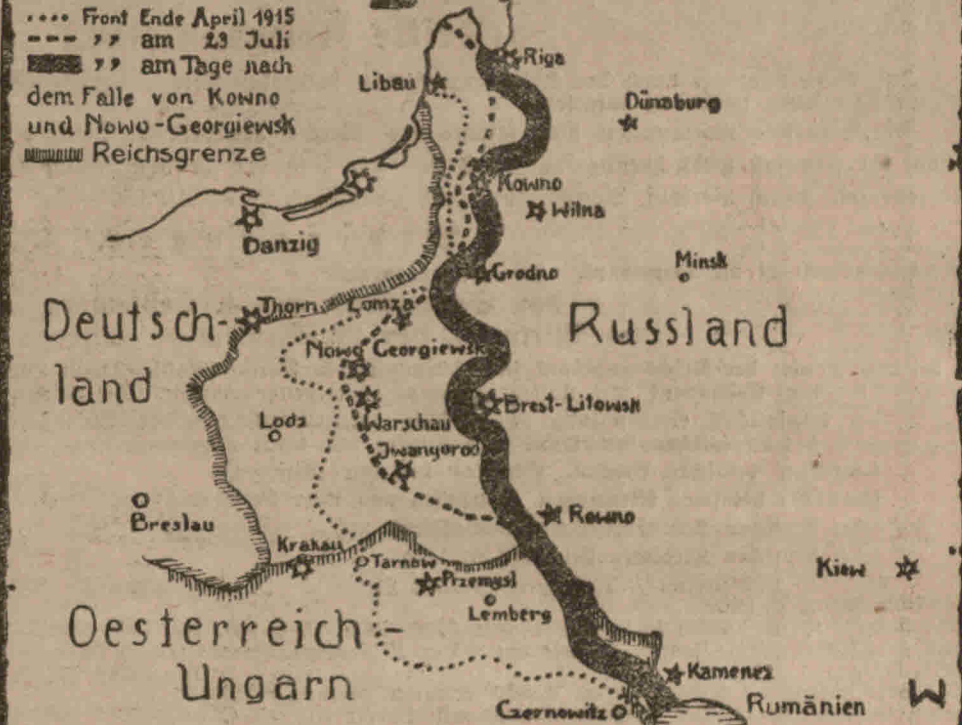 .... Front Ende April 1915
---- ,, am 29 Juli
,, am Tage nach
dem Falle von Kowno
und Nowo-Georgiewsk
Reichsgrenze
Riga
Libau
Dünaburg
Kowno
Wilna
Danzig
Minsk
Grodno
Thorn
Lomza
Deutsch-
land
Russland
Nowo Georgiewsk
Brest-Litowsk
Lodz
Warschau
Jwangorod
Breslau
Rowno
Krakau
Tarnow
Przemysl
Kiew
Lemberg
Oesterreich-
Ungarn
Kamenez
Rumänien
Czernowitz
W